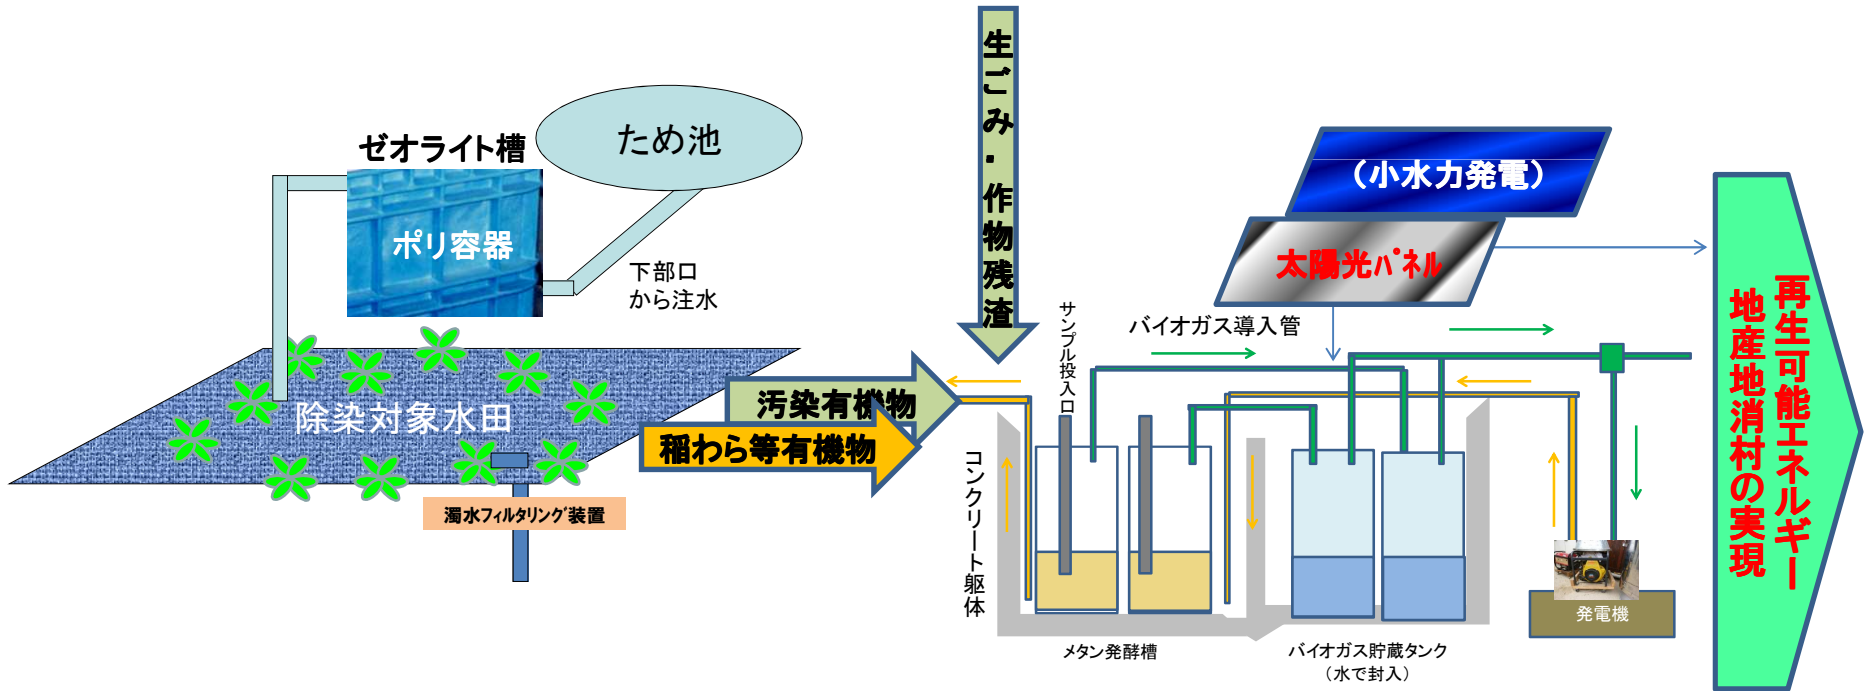 ゼオライト槽
ため池
ポリ容器
下部口
から注水
除染対象水田
濁水フィルタリング装置
生ごみ・作物残渣
汚染有機物
稲わら等有機物
コンクリート躯体
サンプル投入口
メタン発酵槽
バイオガス導入管
(小水力発電)
太陽光パネル
バイオガス貯蔵タンク
(水で封入)
発電機
再生可能エネルギー
地産地消村の実現